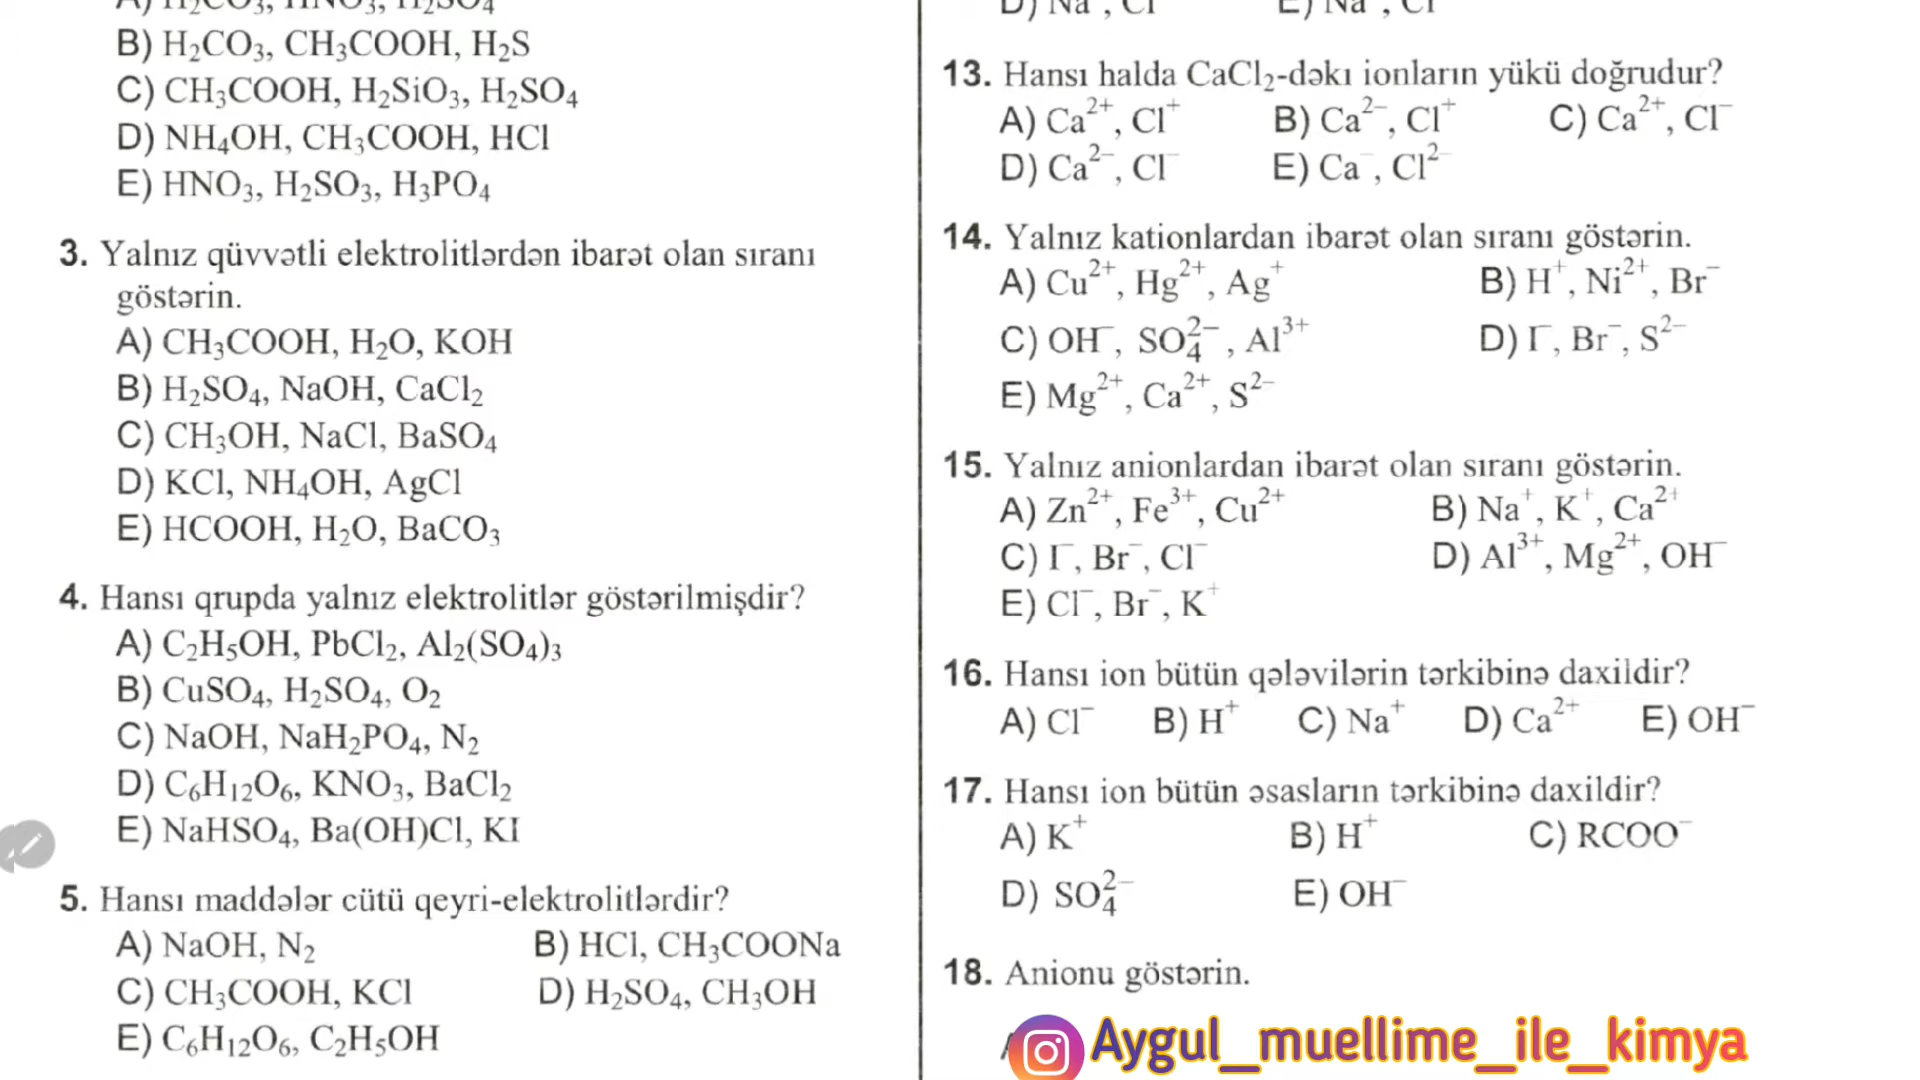 A) H₂CO₃, HNO₃, H₂SO₄
B) H₂CO₃, CH₃COOH, H₂S
C) CH₃COOH, H₂SiO₃, H₂SO₄
D) NH₄OH, CH₃COOH, HCl
E) HNO₃, H₂SO₃, H₃PO₄
3. Yalnız qüvvətli elektrolitlərdən ibarət olan sıranı
göstərin.
A) CH₃COOH, H₂O, KOH
B) H₂SO₄, NaOH, CaCl₂
C) CH₃OH, NaCl, BaSO₄
D) KCl, NH₄OH, AgCl
E) HCOOH, H₂O, BaCO₃
4. Hansı qrupda yalnız elektrolitlər göstərilmişdir?
A) C₂H₅OH, PbCl₂, Al₂(SO₄)₃
B) CuSO₄, H₂SO₄, O₂
C) NaOH, NaH₂PO₄, N₂
D) C₆H₁₂O₆, KNO₃, BaCl₂
E) NaHSO₄, Ba(OH)Cl, KI
5. Hansı maddələr cütü qeyri-elektrolitlərdir?
A) NaOH, N₂ B) HCl, CH₃COONa
C) CH₃COOH, KCl D) H₂SO₄, CH₃OH
E) C₆H₁₂O₆, C₂H₅OH
13. Hansı halda CaCl₂-dəkı ionların yükü doğrudur?
A) Ca²⁺, Cl⁺ B) Ca²⁻, Cl⁺ C) Ca²⁺, Cl⁻
D) Ca²⁻, Cl⁻ E) Ca⁻, Cl²⁻
14. Yalnız kationlardan ibarət olan sıranı göstərin.
A) Cu²⁺, Hg²⁺, Ag⁺ B) H⁺, Ni²⁺, Br⁻
C) OH⁻, SO₄²⁻, Al³⁺ D) I⁻, Br⁻, S²⁻
E) Mg²⁺, Ca²⁺, S²⁻
15. Yalnız anionlardan ibarət olan sıranı göstərin.
A) Zn²⁺, Fe³⁺, Cu²⁺ B) Na⁺, K⁺, Ca²⁺
C) I⁻, Br⁻, Cl⁻ D) Al³⁺, Mg²⁺, OH⁻
E) Cl⁻, Br⁻, K⁺
16. Hansı ion bütün qələvilərin tərkibinə daxildir?
A) Cl⁻ B) H⁺ C) Na⁺ D) Ca²⁺ E) OH⁻
17. Hansı ion bütün əsasların tərkibinə daxildir?
A) K⁺ B) H⁺ C) RCOO⁻
D) SO₄²⁻ E) OH⁻
18. Anionu göstərin.
Aygul_muellime_ile_kimya